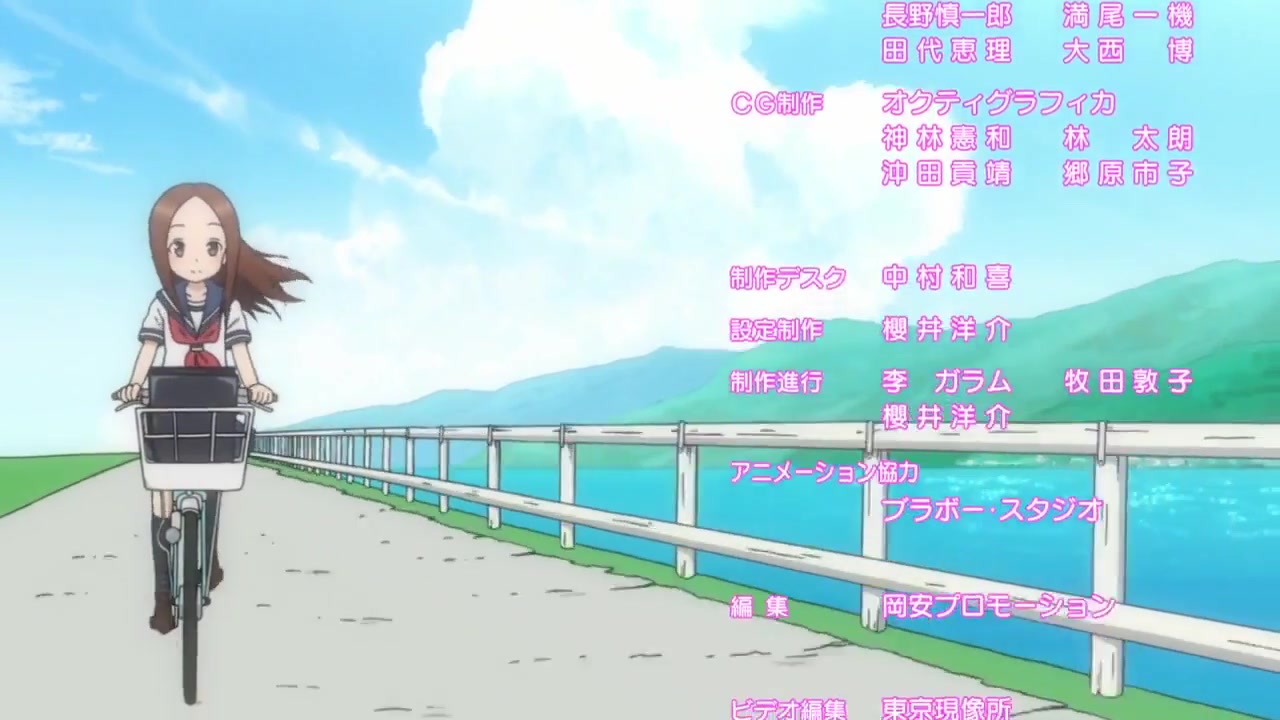 長野慎一郎 満尾一機
田代恵理 大西 博
CG制作 オクティグラフィカ
神林憲和 林 太朗
沖田貢靖 郷原市子
制作デスク 中村和喜
設定制作 櫻井洋介
制作進行 李 ガラム 牧田敦子
櫻井洋介
アニメーション協力
ブラボー・スタジオ
編集 岡安プロモーション
ビデオ編集 東京現像所